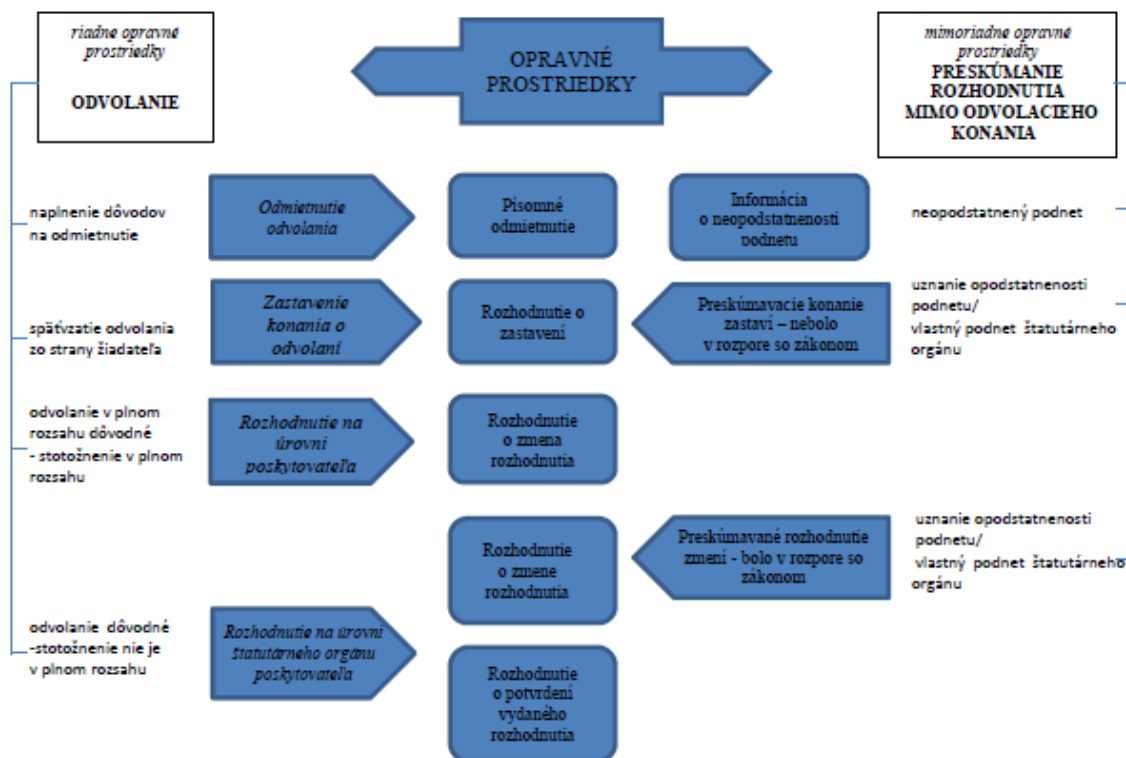 riadne opravné
prostriedky
ODVOLANIE
OPRAVNÉ
PROSTRIEDKY
mimoriadne opravné
prostriedky
PRESKÚMANIE
ROZHODNUTIA
MIMO ODVOLACIEHO
KONANIA
naplnenie dôvodov
na odmietnutie
Odmietnutie
odvolania
Písomné
odmietnutie
Informácia
o neopodstatnenosti
podnetu
neopodstatnený podnet
späťvzatie odvolania
zo strany žiadateľa
Zastavenie
konania o
odvolaní
Rozhodnutie o
zastavení
Preskúmavacie konanie
zastaví – nebolo
v rozpore so zákonom
uznanie opodstatnenosti
podnetu/
vlastný podnet štatutárneho
orgánu
odvolanie v plnom
rozsahu dôvodné
- stotožnenie v plnom
rozsahu
Rozhodnutie na
úrovni
poskytovateľa
Rozhodnutie
o zmena
rozhodnutia
Rozhodnutie
o zmene
rozhodnutia
Preskúmavané rozhodnutie
zmení - bolo v rozpore so
zákonom
uznanie opodstatnenosti
podnetu/
vlastný podnet štatutárneho
orgánu
odvolanie dôvodné
-stotožnenie nie je
v plnom rozsahu
Rozhodnutie na úrovni
štatutárneho orgánu
poskytovateľa
Rozhodnutie
o potvrdení
vydaného
rozhodnutia